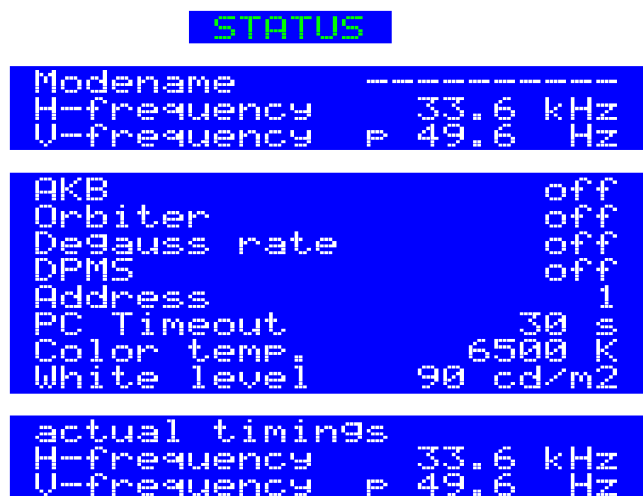 STATUS
Modename ----------
H-frequency 33.6 kHz
V-frequency p 49.6 Hz
AKB off
Orbiter off
Degauss rate off
DPMS off
Address 1
PC Timeout 30 s
Color temp. 6500 K
White level 90 cd/m2
actual timings
H-frequency 33.6 kHz
V-frequency p 49.6 Hz